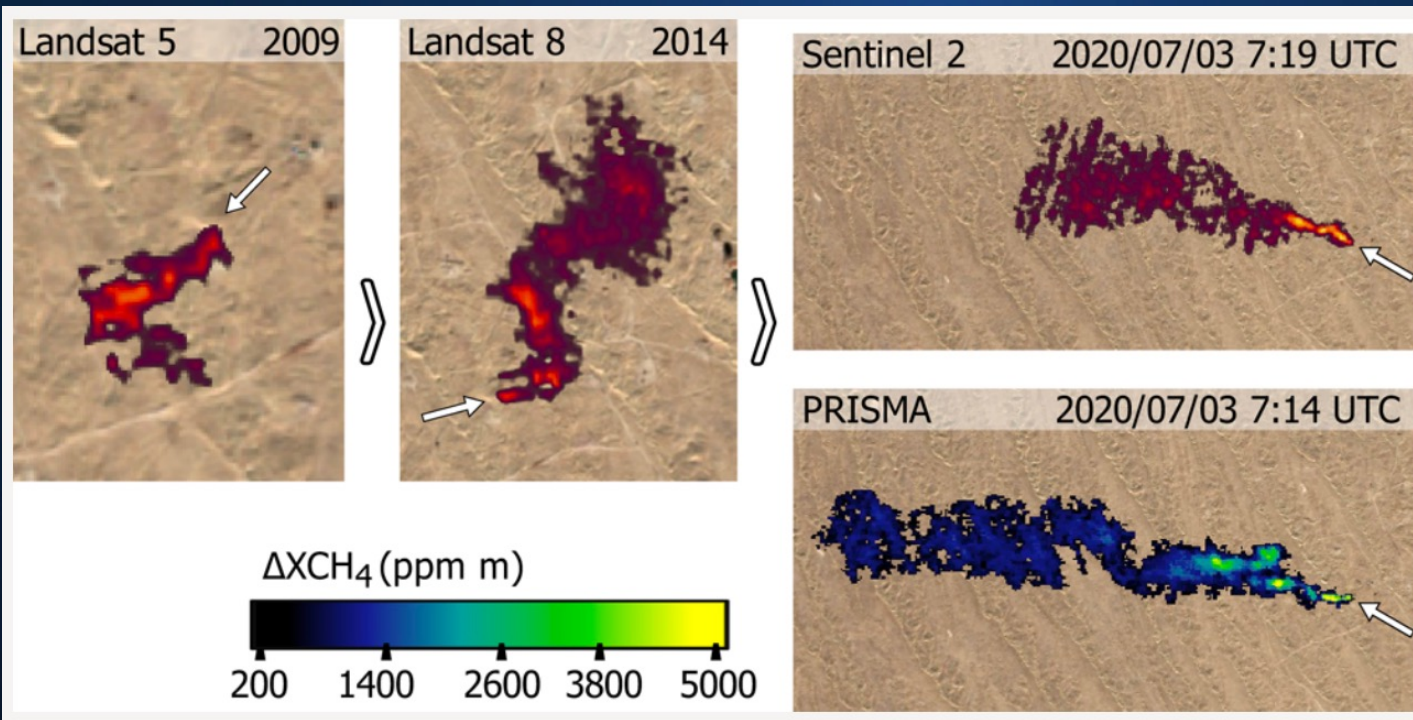 Landsat 5 2009
Landsat 8 2014
Sentinel 2 2020/07/03 7:19 UTC
PRISMA 2020/07/03 7:14 UTC
ΔXCH₄ (ppm m)
200 1400 2600 3800 5000